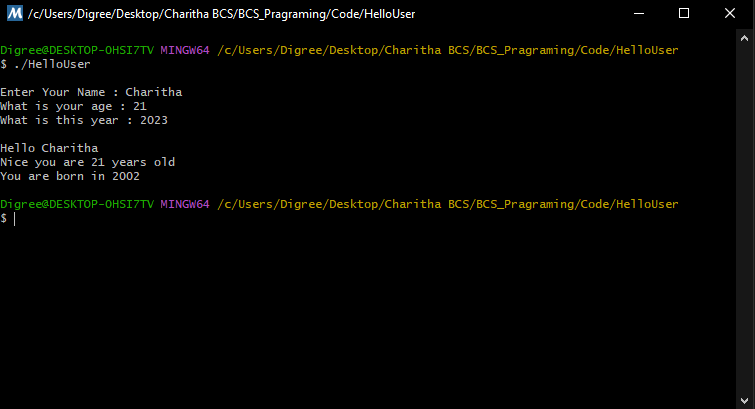 /c/Users/Digree/Desktop/Charitha BCS/BCS_Pragraming/Code/HelloUser
Digree@DESKTOP-OHSI7TV MINGW64 /c/Users/Digree/Desktop/Charitha BCS/BCS_Pragraming/Code/HelloUser
$ ./HelloUser
Enter Your Name : Charitha
What is your age : 21
What is this year : 2023
Hello Charitha
Nice you are 21 years old
You are born in 2002
Digree@DESKTOP-OHSI7TV MINGW64 /c/Users/Digree/Desktop/Charitha BCS/BCS_Pragraming/Code/HelloUser
$